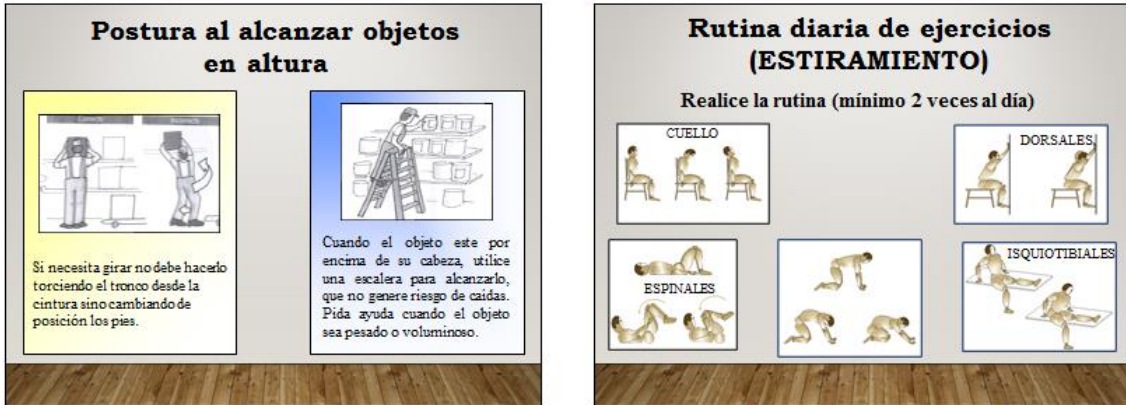 Postura al alcanzar objetos
en altura
Correcto
Incorrecto
Si necesita girar no debe hacerlo
torciendo el tronco desde la
cintura sino cambiando de
posición los pies.
Cuando el objeto este por
encima de su cabeza, utilice
una escalera para alcanzarlo,
que no genere riesgo de caídas.
Pida ayuda cuando el objeto
sea pesado o voluminoso.
Rutina diaria de ejercicios
(ESTIRAMIENTO)
Realice la rutina (mínimo 2 veces al día)
CUELLO
DORSALES
ESPINALES
ISQUIOTIBIALES